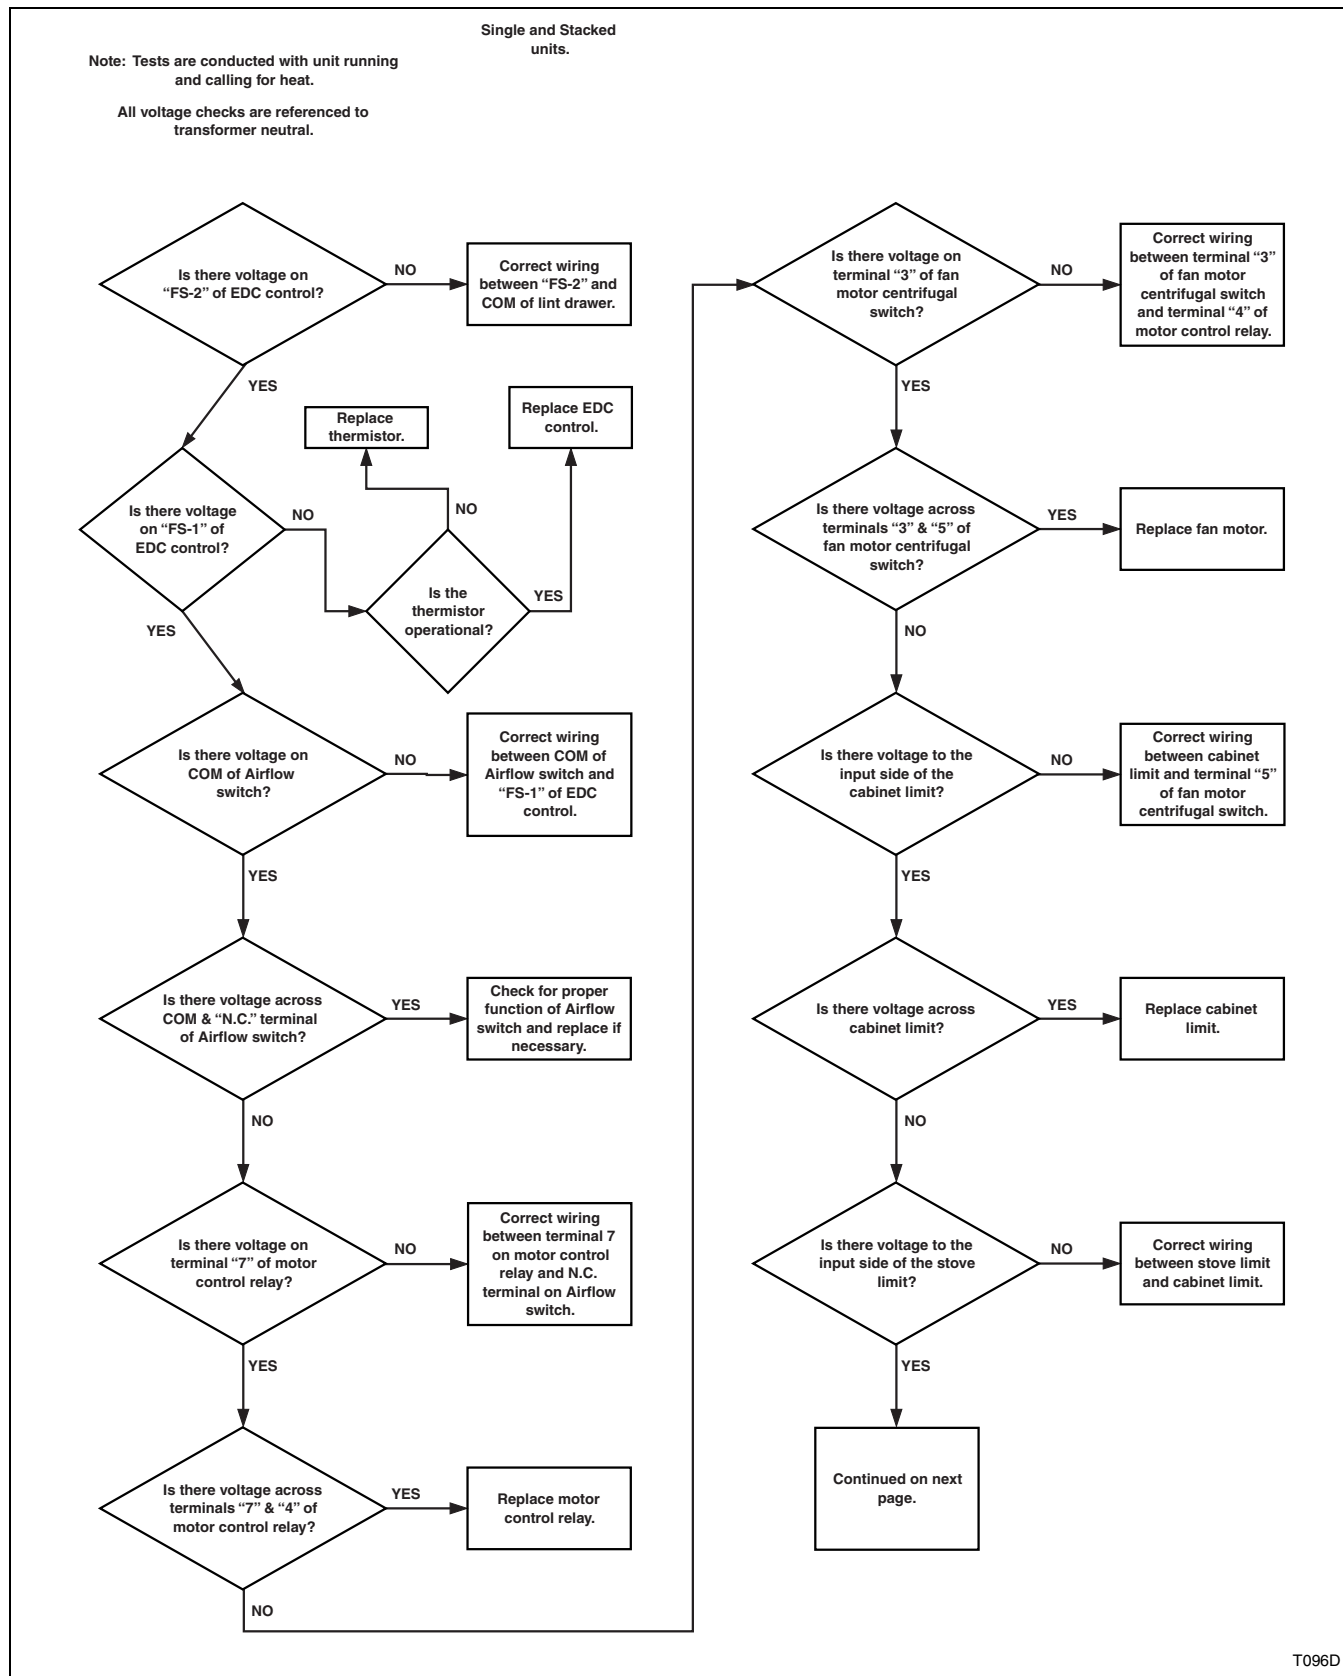 Single and Stacked
units.
Note: Tests are conducted with unit running
and calling for heat.
All voltage checks are referenced to
transformer neutral.
Is there voltage on
“FS-2” of EDC control?
NO
Correct wiring
between “FS-2” and
COM of lint drawer.
YES
Is there voltage
on “FS-1” of
EDC control?
NO
Is the
thermistor
operational?
NO
Replace
thermistor.
YES
Replace EDC
control.
YES
Is there voltage on
COM of Airflow
switch?
NO
Correct wiring
between COM of
Airflow switch and
“FS-1” of EDC
control.
YES
Is there voltage across
COM & “N.C.” terminal
of Airflow switch?
YES
Check for proper
function of Airflow
switch and replace if
necessary.
NO
Is there voltage on
terminal “7” of motor
control relay?
NO
Correct wiring
between terminal 7
on motor control
relay and N.C.
terminal on Airflow
switch.
YES
Is there voltage across
terminals “7” & “4” of
motor control relay?
YES
Replace motor
control relay.
NO
Is there voltage on
terminal “3” of fan
motor centrifugal
switch?
NO
Correct wiring
between terminal “3”
of fan motor
centrifugal switch
and terminal “4” of
motor control relay.
YES
Is there voltage across
terminals “3” & “5” of
fan motor centrifugal
switch?
YES
Replace fan motor.
NO
Is there voltage to the
input side of the
cabinet limit?
NO
Correct wiring
between cabinet
limit and terminal “5”
of fan motor
centrifugal switch.
YES
Is there voltage across
cabinet limit?
YES
Replace cabinet
limit.
NO
Is there voltage to the
input side of the stove
limit?
NO
Correct wiring
between stove limit
and cabinet limit.
YES
Continued on next
page.
T096D